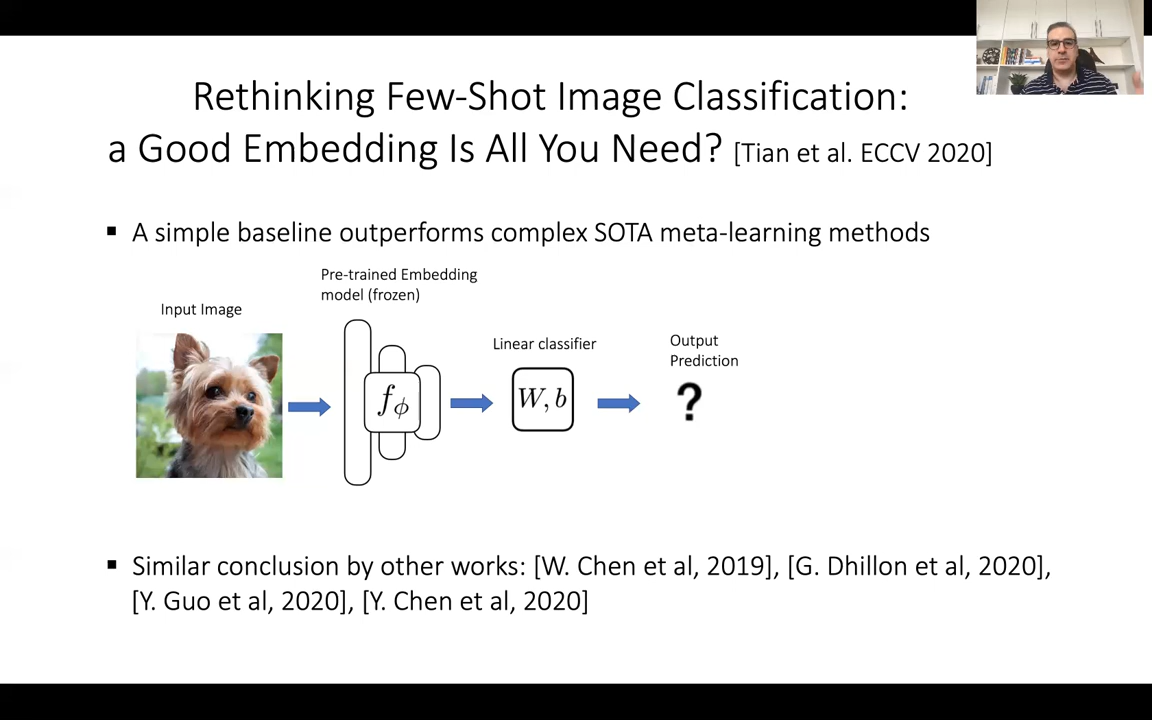 Rethinking Few-Shot Image Classification:
a Good Embedding Is All You Need? [Tian et al. ECCV 2020]
▪ A simple baseline outperforms complex SOTA meta-learning methods
Pre-trained Embedding
model (frozen)
Input Image
Linear classifier
Output
Prediction
f_ϕ
W, b
?
▪ Similar conclusion by other works: [W. Chen et al, 2019], [G. Dhillon et al, 2020],
[Y. Guo et al, 2020], [Y. Chen et al, 2020]